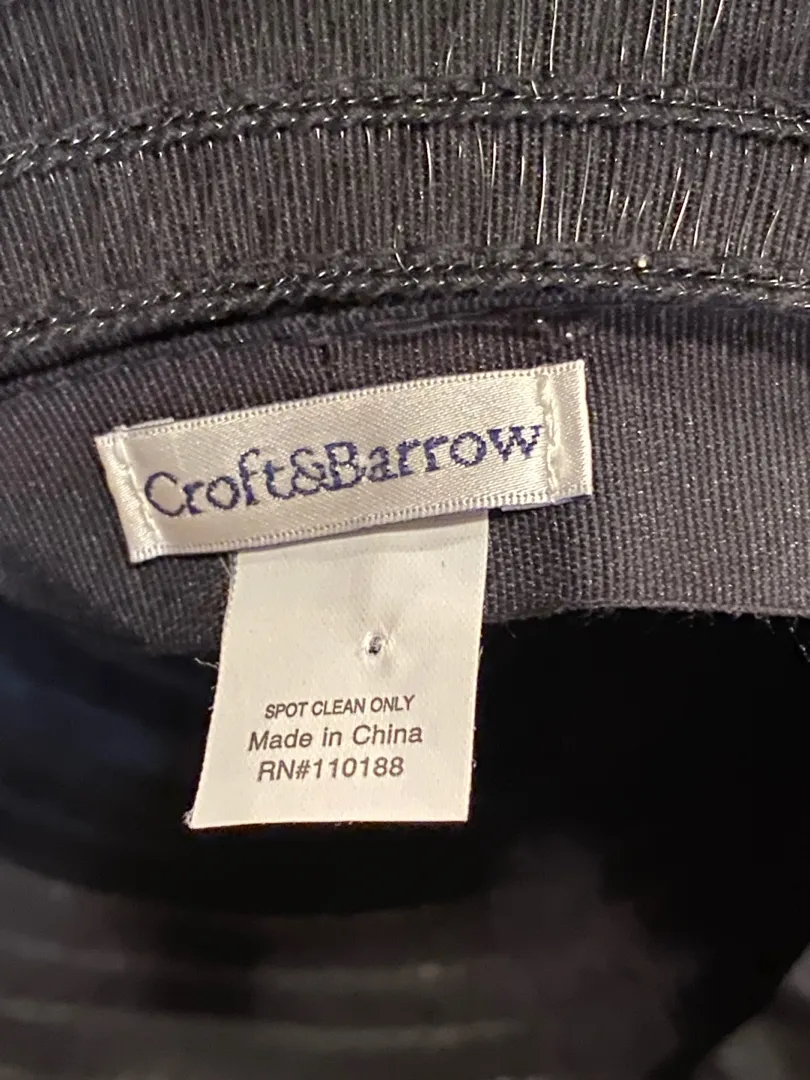 Croft&Barrow
SPOT CLEAN ONLY
Made in China
RN#110188